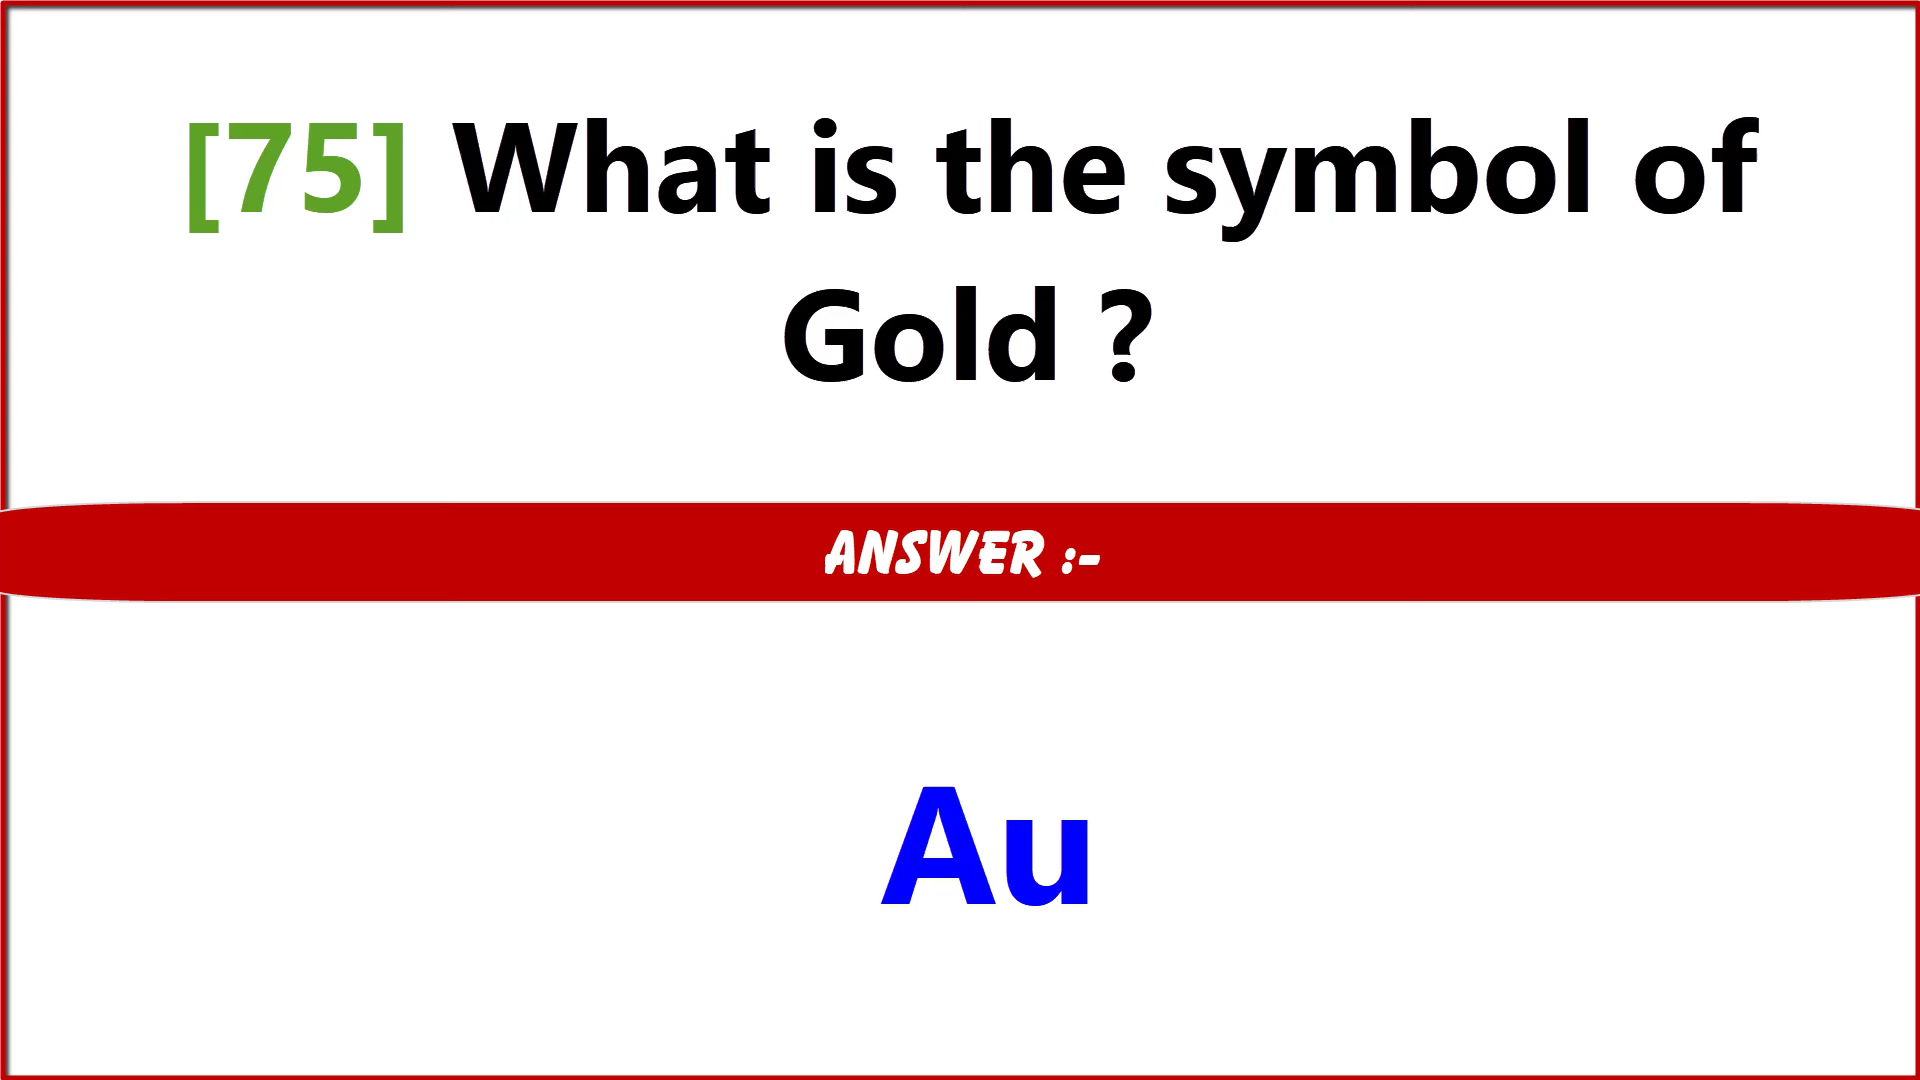 [75] What is the symbol of
Gold ?
ANSWER :-
Au